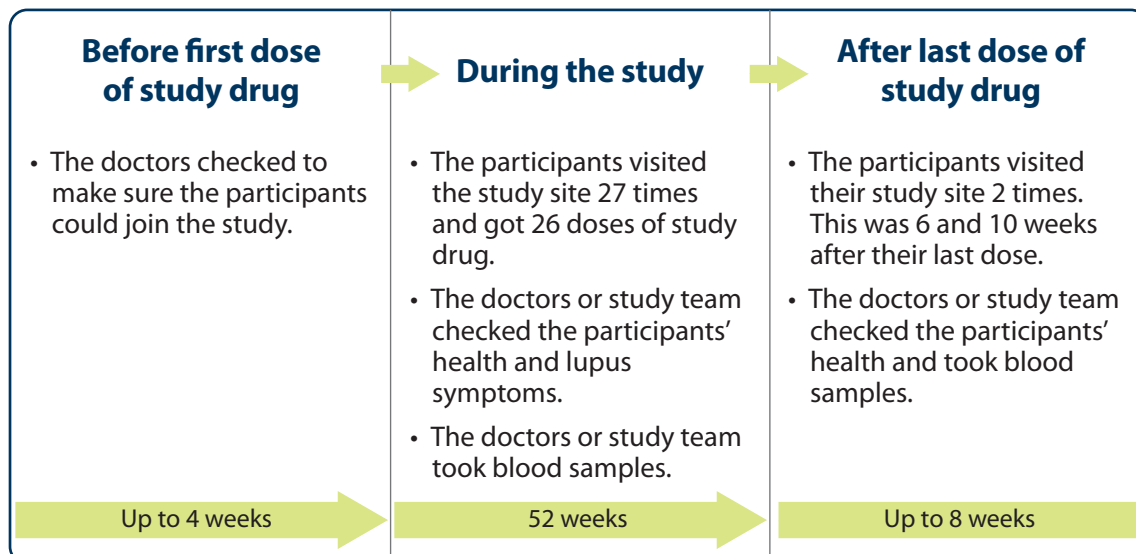 Before first dose
of study drug
• The doctors checked to
make sure the participants
could join the study.
Up to 4 weeks
During the study
• The participants visited
the study site 27 times
and got 26 doses of study
drug.
• The doctors or study team
checked the participants’
health and lupus
symptoms.
• The doctors or study team
took blood samples.
52 weeks
After last dose of
study drug
• The participants visited
their study site 2 times.
This was 6 and 10 weeks
after their last dose.
• The doctors or study team
checked the participants’
health and took blood
samples.
Up to 8 weeks